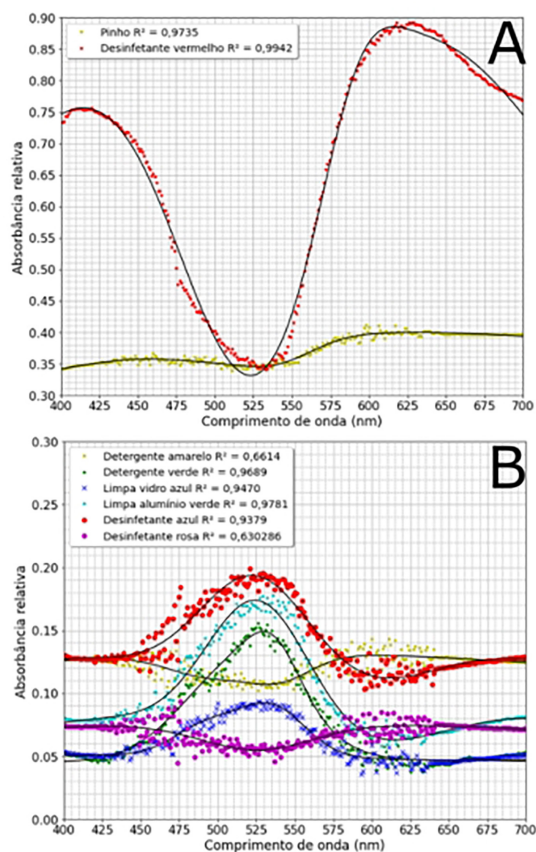 A
Pinho R² = 0,9735
Desinfetante vermelho R² = 0,9942
Absorbância relativa
0.90
0.85
0.80
0.75
0.70
0.65
0.60
0.55
0.50
0.45
0.40
0.35
0.30
400 425 450 475 500 525 550 575 600 625 650 675 700
Comprimento de onda (nm)
B
Detergente amarelo R² = 0,6614
Detergente verde R² = 0,9689
Limpa vidro azul R² = 0,9470
Limpa alumínio verde R² = 0,9781
Desinfetante azul R² = 0,9379
Desinfetante rosa R² = 0,630286
Absorbância relativa
0.30
0.25
0.20
0.15
0.10
0.05
0.00
400 425 450 475 500 525 550 575 600 625 650 675 700
Comprimento de onda (nm)